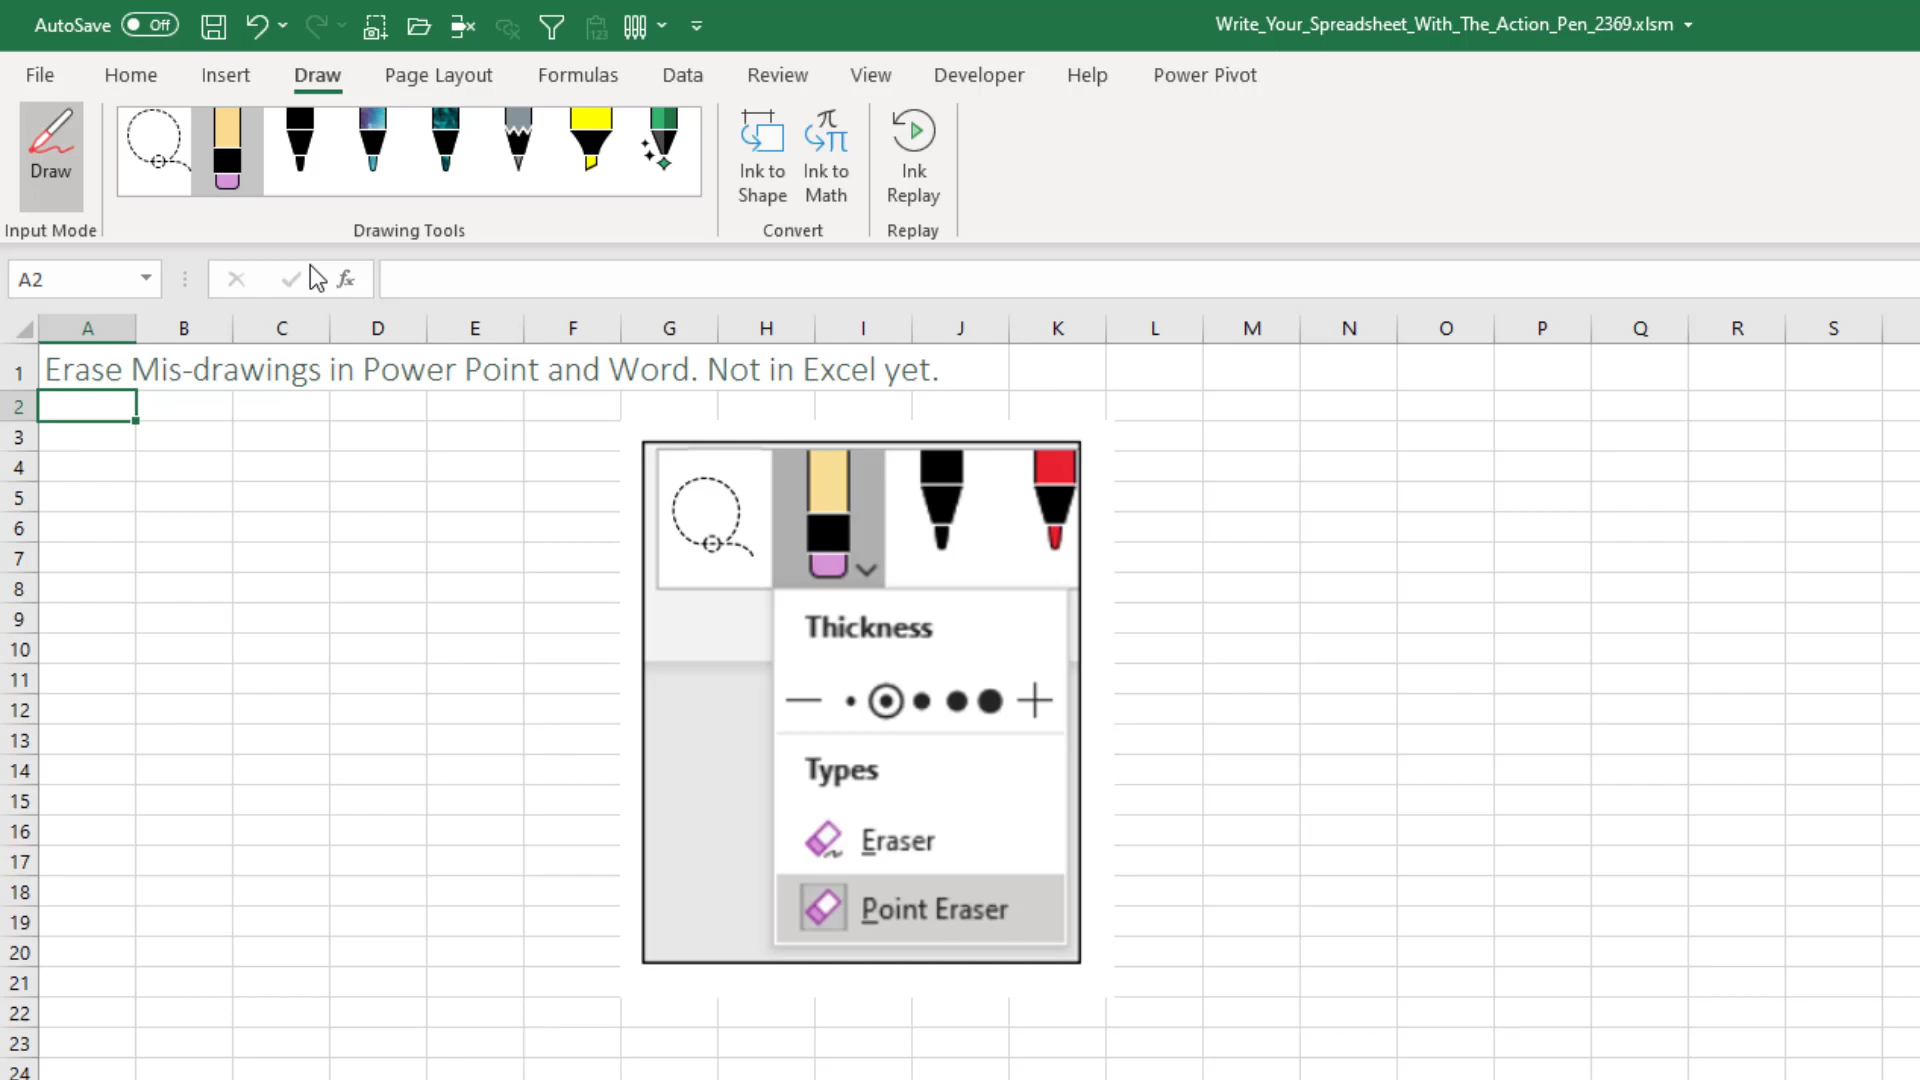 AutoSave Off
Write_Your_Spreadsheet_With_The_Action_Pen_2369.xlsm
File Home Insert Draw Page Layout Formulas Data Review View Developer Help Power Pivot
Draw
Ink to Shape
Ink to Math
Ink Replay
Input Mode Drawing Tools Convert Replay
A2
fx
A B C D E F G H I J K L M N O P Q R S
1 Erase Mis-drawings in Power Point and Word. Not in Excel yet.
2
3
4
5
6
7
8
9
10
11
12
13
14
15
16
17
18
19
20
21
22
23
24
Thickness
Types
Eraser
Point Eraser